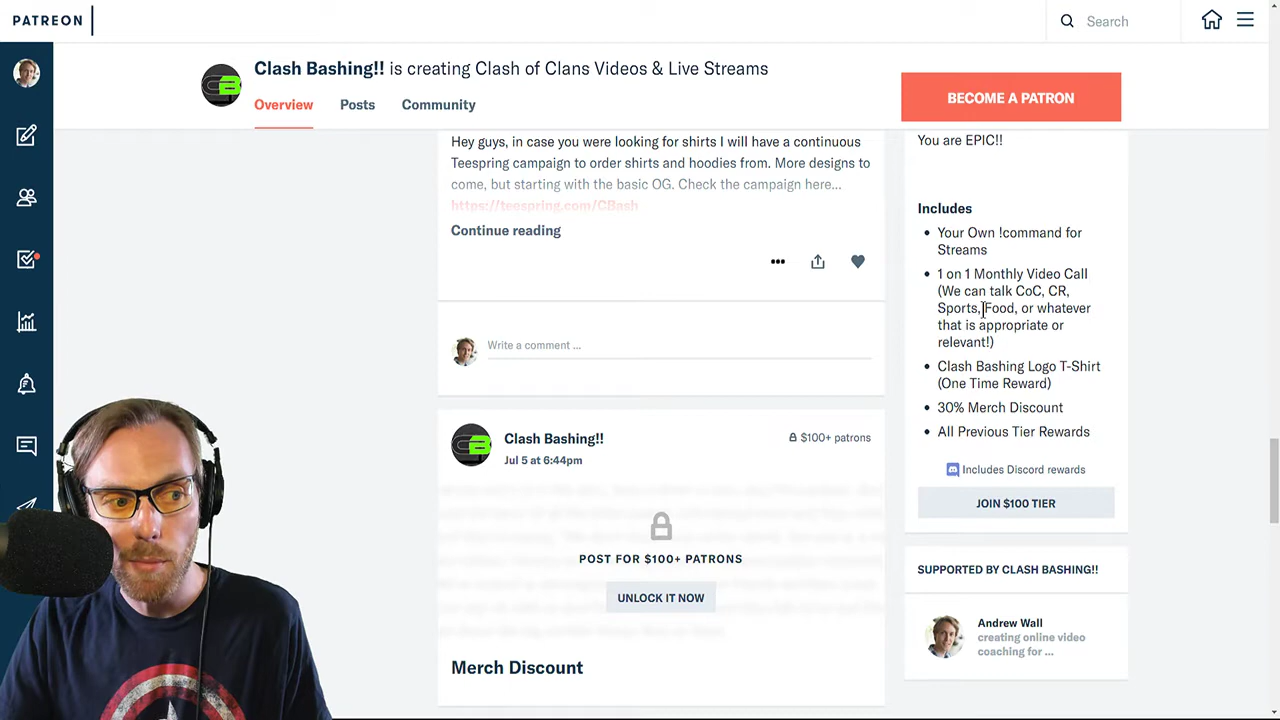 PATREON
Search
Clash Bashing!! is creating Clash of Clans Videos & Live Streams
Overview
Posts
Community
BECOME A PATRON
Hey guys, in case you were looking for shirts I will have a continuous
Teespring campaign to order shirts and hoodies from. More designs to
come, but starting with the basic OG. Check the campaign here...
https://teespring.com/CBash
Continue reading
Write a comment ...
Clash Bashing!!
$100+ patrons
Jul 5 at 6:44pm
POST FOR $100+ PATRONS
UNLOCK IT NOW
Merch Discount
You are EPIC!!
Includes
• Your Own !command for
Streams
• 1 on 1 Monthly Video Call
(We can talk CoC, CR,
Sports, Food, or whatever
that is appropriate or
relevant!)
• Clash Bashing Logo T-Shirt
(One Time Reward)
• 30% Merch Discount
• All Previous Tier Rewards
Includes Discord rewards
JOIN $100 TIER
SUPPORTED BY CLASH BASHING!!
Andrew Wall
creating online video
coaching for ...